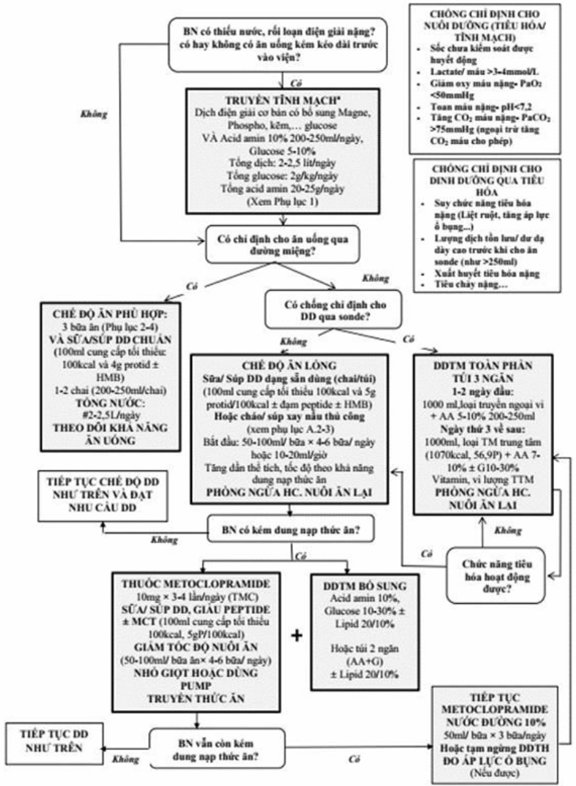 BN có thiếu nước, rối loạn điện giải nặng?
có hay không có ăn uống kém kéo dài trước
vào viện?
CHỐNG CHỈ ĐỊNH CHO
NUÔI DƯỠNG (TIÊU HÓA/
TĨNH MẠCH)
- Sốc chưa kiểm soát được
huyết động
- Lactate/ máu >3-4mmol/L
- Giảm oxy máu nặng- PaO₂
<50mmHg
- Toan máu nặng- pH<7,2
- Tăng CO₂ máu nặng- PaCO₂
>75mmHg (ngoại trừ tăng
CO₂ máu cho phép)
Không
Có
TRUYỀN TĨNH MẠCHª
Dịch điện giải cơ bản có bổ sung Magne,
Phospho, kẽm,... glucose
VÀ Acid amin 10% 200-250ml/ngày,
Glucose 5-10%
Tổng dịch: 2-2,5 lít/ngày
Tổng glucose: 2g/kg/ngày
Tổng acid amin 20-25g/ngày
(Xem Phụ lục 1)
CHỐNG CHỈ ĐỊNH CHO
DINH DƯỠNG QUA TIÊU
HÓA
- Suy chức năng tiêu hóa
nặng (Liệt ruột, tăng áp lực
ổ bụng...)
- Lượng dịch tồn lưu/ dư dạ
dày cao trước khi cho ăn
sonde (như >250ml)
- Xuất huyết tiêu hóa nặng
- Tiêu chảy nặng…
Có chỉ định cho ăn uống qua
đường miệng?
Có
Không
Có chống chỉ định cho
DD qua sonde?
Không
Có
CHẾ ĐỘ ĂN PHÙ HỢP:
3 bữa ăn (Phụ lục 2-4)
VÀ SỮA/SÚP DD CHUẨN
(100ml cung cấp tối thiểu:
100kcal và 4g protid ±
HMB)
1-2 chai (200-250ml/chai)
TỔNG NƯỚC:
#2-2,5L/ngày
THEO DÕI KHẢ NĂNG
ĂN UỐNG
CHẾ ĐỘ ĂN LỎNG
Sữa/ Súp DD dạng sẵn dùng (chai/túi)
(100ml cung cấp tối thiểu 100kcal và 5g
protid/100kcal ± đạm peptide ± HMB)
Hoặc cháo/ súp xay nấu thủ công
(xem phụ lục A.2-3)
Bắt đầu: 50-100ml/ bữa × 4-6 bữa/ ngày
hoặc 10-20ml/giờ
Tăng dần thể tích, tốc độ theo khả năng
dung nạp thức ăn
PHÒNG NGỪA HC. NUÔI ĂN LẠI
DDTM TOÀN PHẦN
TÚI 3 NGĂN
1-2 ngày đầu:
1000 ml,loại truyền ngoại vi
+ AA 5-10% 200-250ml
Ngày thứ 3 về sau:
1000ml, loại TM trung tâm
(1070kcal, 56,9P) + AA 7-
10% ± G10-30%
Vitamin, vi lượng TTM
PHÒNG NGỪA HC.
NUÔI ĂN LẠI
TIẾP TỤC CHẾ ĐỘ DD
NHƯ TRÊN VÀ ĐẠT
NHU CẦU DD
Không
BN có kém dung nạp thức ăn?
Có
Có
Không
Chức năng tiêu
hóa hoạt động
được?
THUỐC METOCLOPRAMIDE
10mg × 3-4 lần/ngày (TMC)
SỮA/ SÚP DD, GIÀU PEPTIDE
± MCT (100ml cung cấp tối thiểu
100kcal, 5gP/100kcal)
GIẢM TỐC ĐỘ NUÔI ĂN
(50-100ml/ bữa ăn× 4-6 bữa/ ngày)
NHỎ GIỌT HOẶC DÙNG
PUMP
TRUYỀN THỨC ĂN
+
DDTM BỔ SUNG
Acid amin 10%,
Glucose 10-30% ±
Lipid 20/10%
Hoặc túi 2 ngăn
(AA+G)
± Lipid 20/10%
TIẾP TỤC DD
NHƯ TRÊN
Không
BN vẫn còn kém
dung nạp thức ăn?
Có
TIẾP TỤC
METOCLOPRAMIDE
NƯỚC ĐƯỜNG 10%
50ml/ bữa × 3 bữa/ngày
Hoặc tạm ngừng DDTH
ĐO ÁP LỰC Ổ BỤNG
(Nếu được)